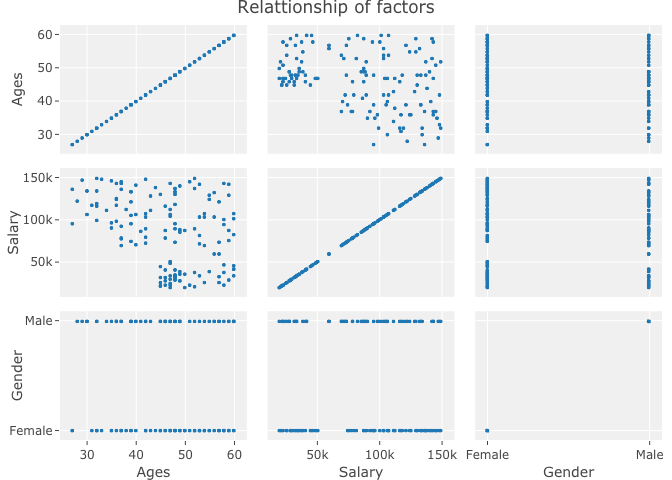 Relattionship of factors
60
50
40
30
Ages
150k
100k
50k
Salary
Male
Female
Gender
30 40 50 60
50k 100k 150k
Female Male
Ages Salary Gender